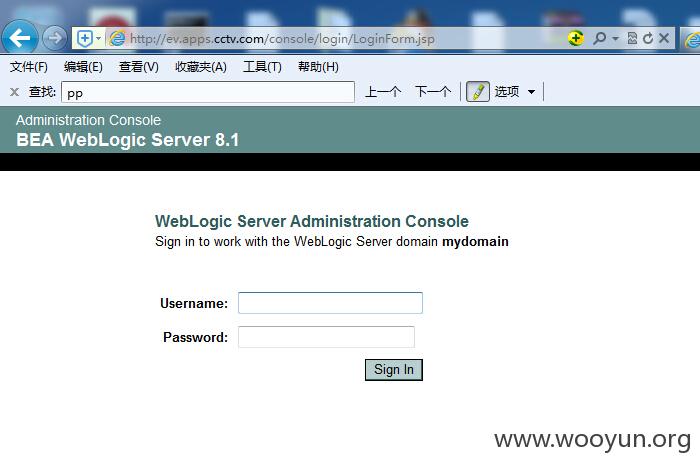 http://ev.apps.cctv.com/console/login/LoginForm.jsp
文件(F) 编辑(E) 查看(V) 收藏夹(A) 工具(T) 帮助(H)
x 查找: pp 上一个 下一个 选项
Administration Console
BEA WebLogic Server 8.1
WebLogic Server Administration Console
Sign in to work with the WebLogic Server domain mydomain
Username:
Password:
Sign In
www.wooyun.org